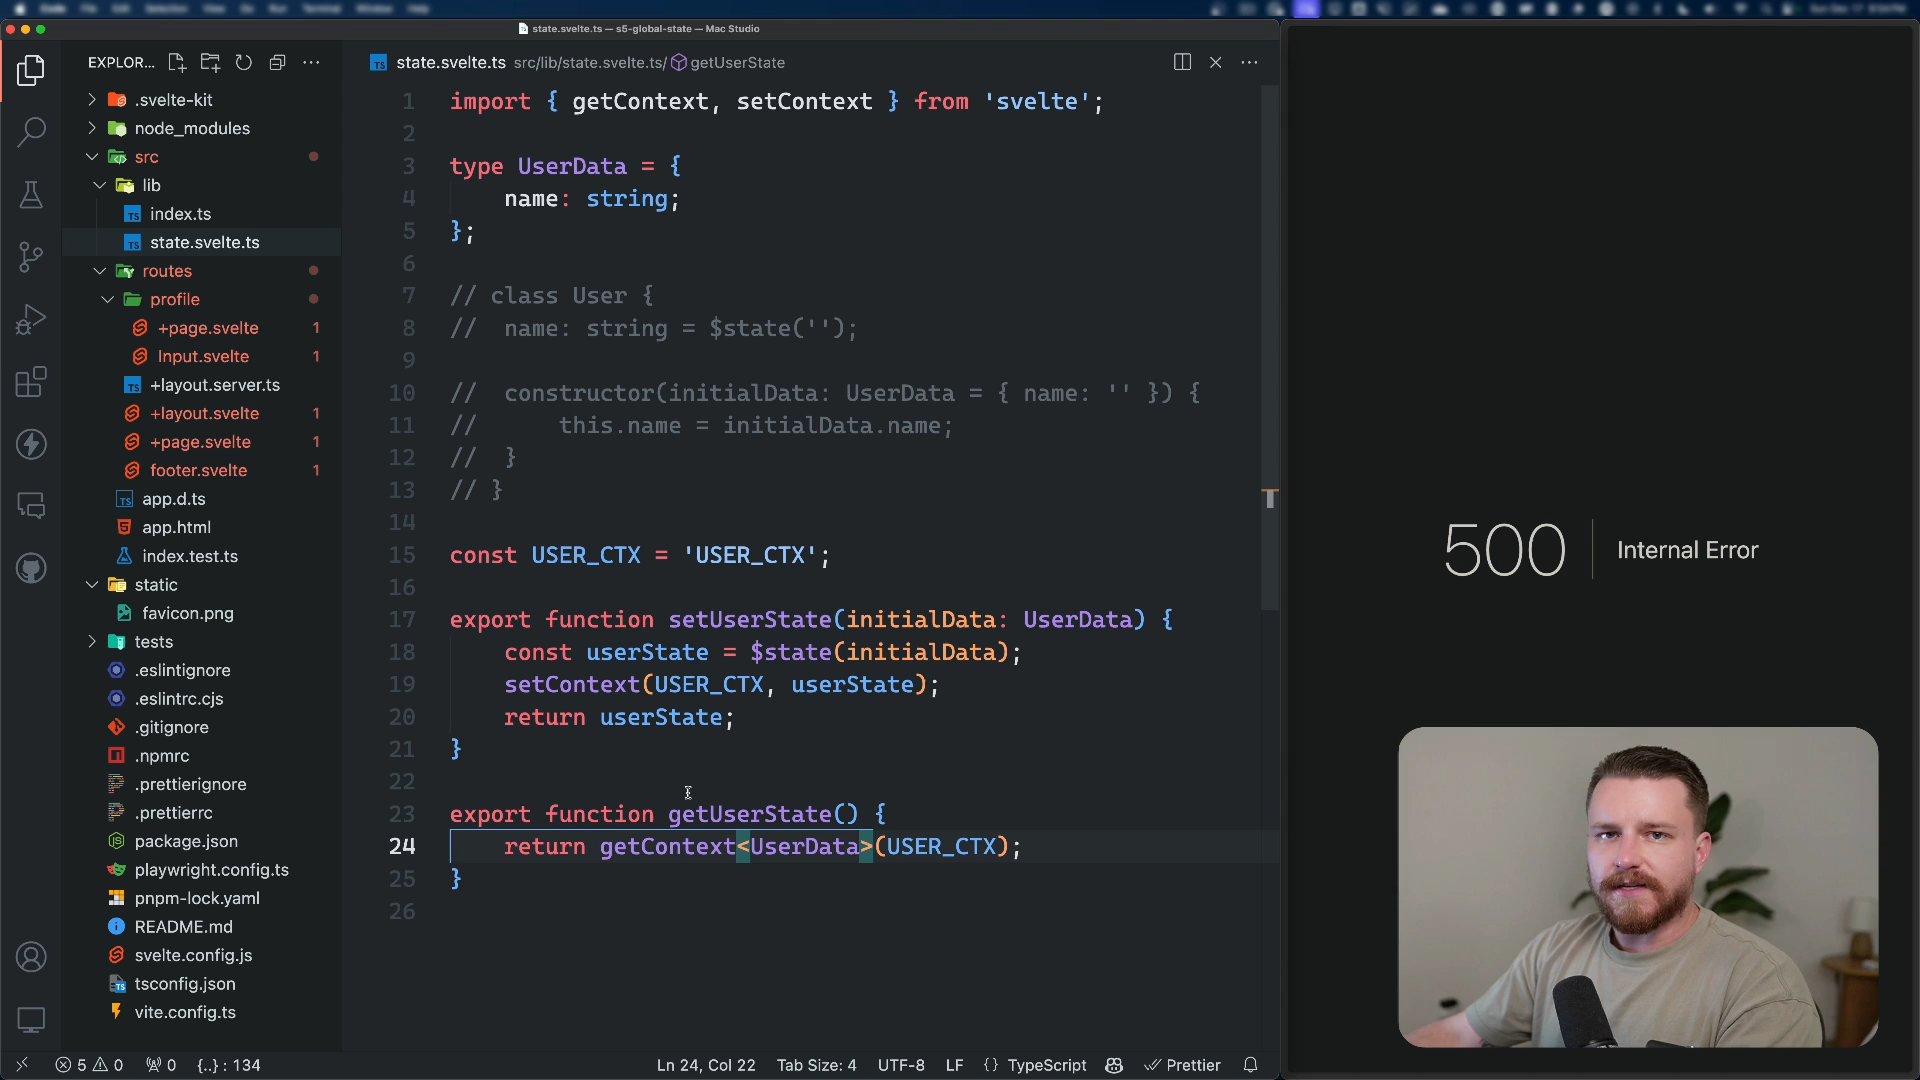 state.svelte.ts — s5-global-state — Mac Studio
EXPLOR...
.svelte-kit
node_modules
src
lib
index.ts
state.svelte.ts
routes
profile
+page.svelte 1
Input.svelte 1
+layout.server.ts
+layout.svelte 1
+page.svelte 1
footer.svelte 1
app.d.ts
app.html
index.test.ts
static
favicon.png
tests
.eslintignore
.eslintrc.cjs
.gitignore
.npmrc
.prettierignore
.prettierrc
package.json
playwright.config.ts
pnpm-lock.yaml
README.md
svelte.config.js
tsconfig.json
vite.config.ts
TS state.svelte.ts src/lib/state.svelte.ts/ getUserState
1 import { getContext, setContext } from 'svelte';
2
3 type UserData = {
4 name: string;
5 };
6
7 // class User {
8 // name: string = $state('');
9
10 // constructor(initialData: UserData = { name: '' }) {
11 // this.name = initialData.name;
12 // }
13 // }
14
15 const USER_CTX = 'USER_CTX';
16
17 export function setUserState(initialData: UserData) {
18 const userState = $state(initialData);
19 setContext(USER_CTX, userState);
20 return userState;
21 }
22
23 export function getUserState() {
24 return getContext<UserData>(USER_CTX);
25 }
26
500 Internal Error
5 0 0 {..} : 134 Ln 24, Col 22 Tab Size: 4 UTF-8 LF {} TypeScript Prettier